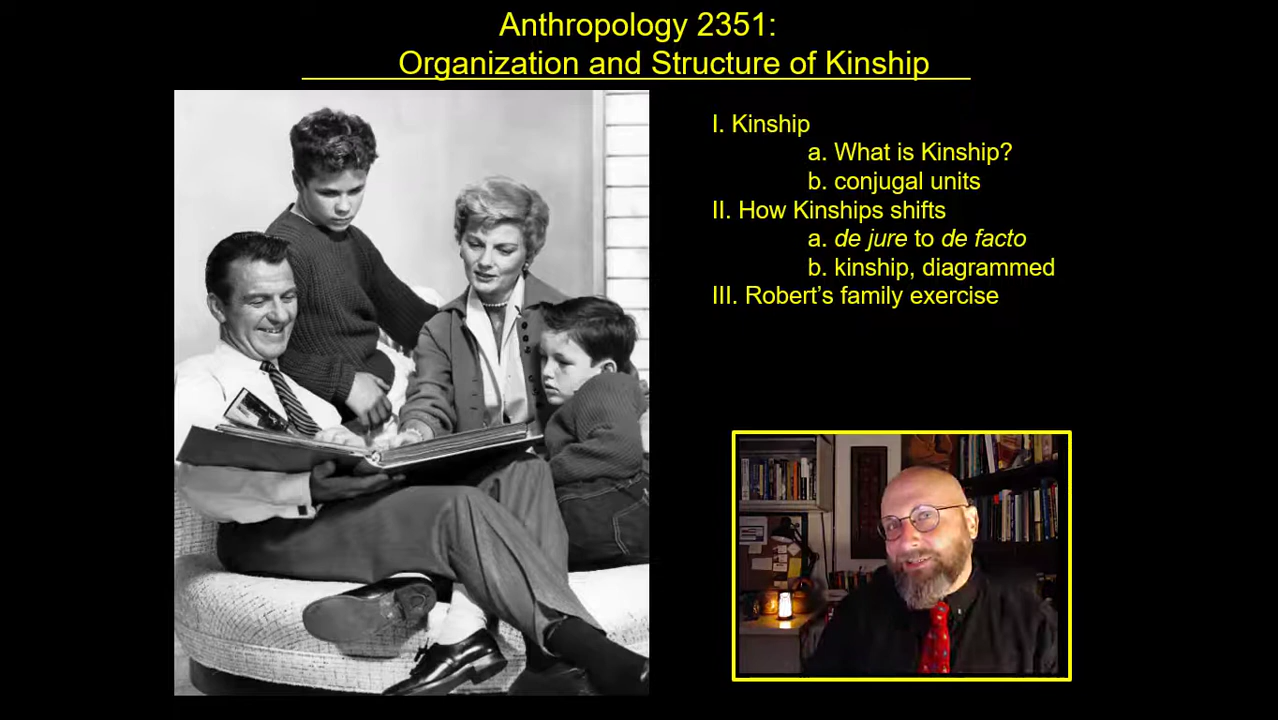 Anthropology 2351:
Organization and Structure of Kinship
I. Kinship
a. What is Kinship?
b. conjugal units
II. How Kinships shifts
a. de jure to de facto
b. kinship, diagrammed
III. Robert's family exercise